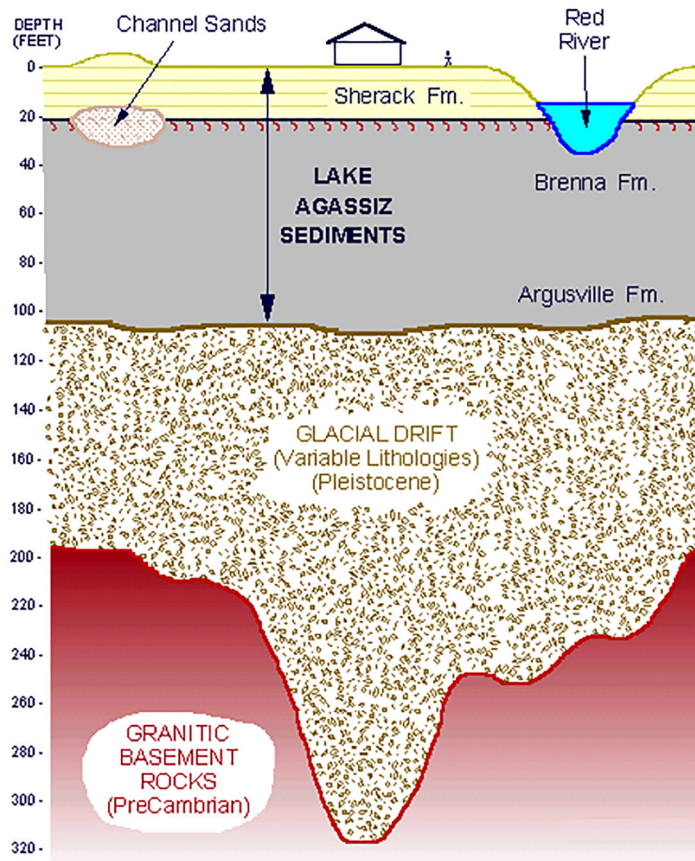 DEPTH
(FEET)
Channel Sands
Red
River
0
Sherack Fm.
20 -
40 -
LAKE
AGASSIZ
SEDIMENTS
Brenna Fm.
60 -
80 -
Argusville Fm.
100 -
120 -
140 -
GLACIAL DRIFT
(Variable Lithologies)
(Pleistocene)
160 -
180 -
200 -
220 -
240 -
260 -
GRANITIC
BASEMENT
ROCKS
(PreCambrian)
280 -
300 -
320 -